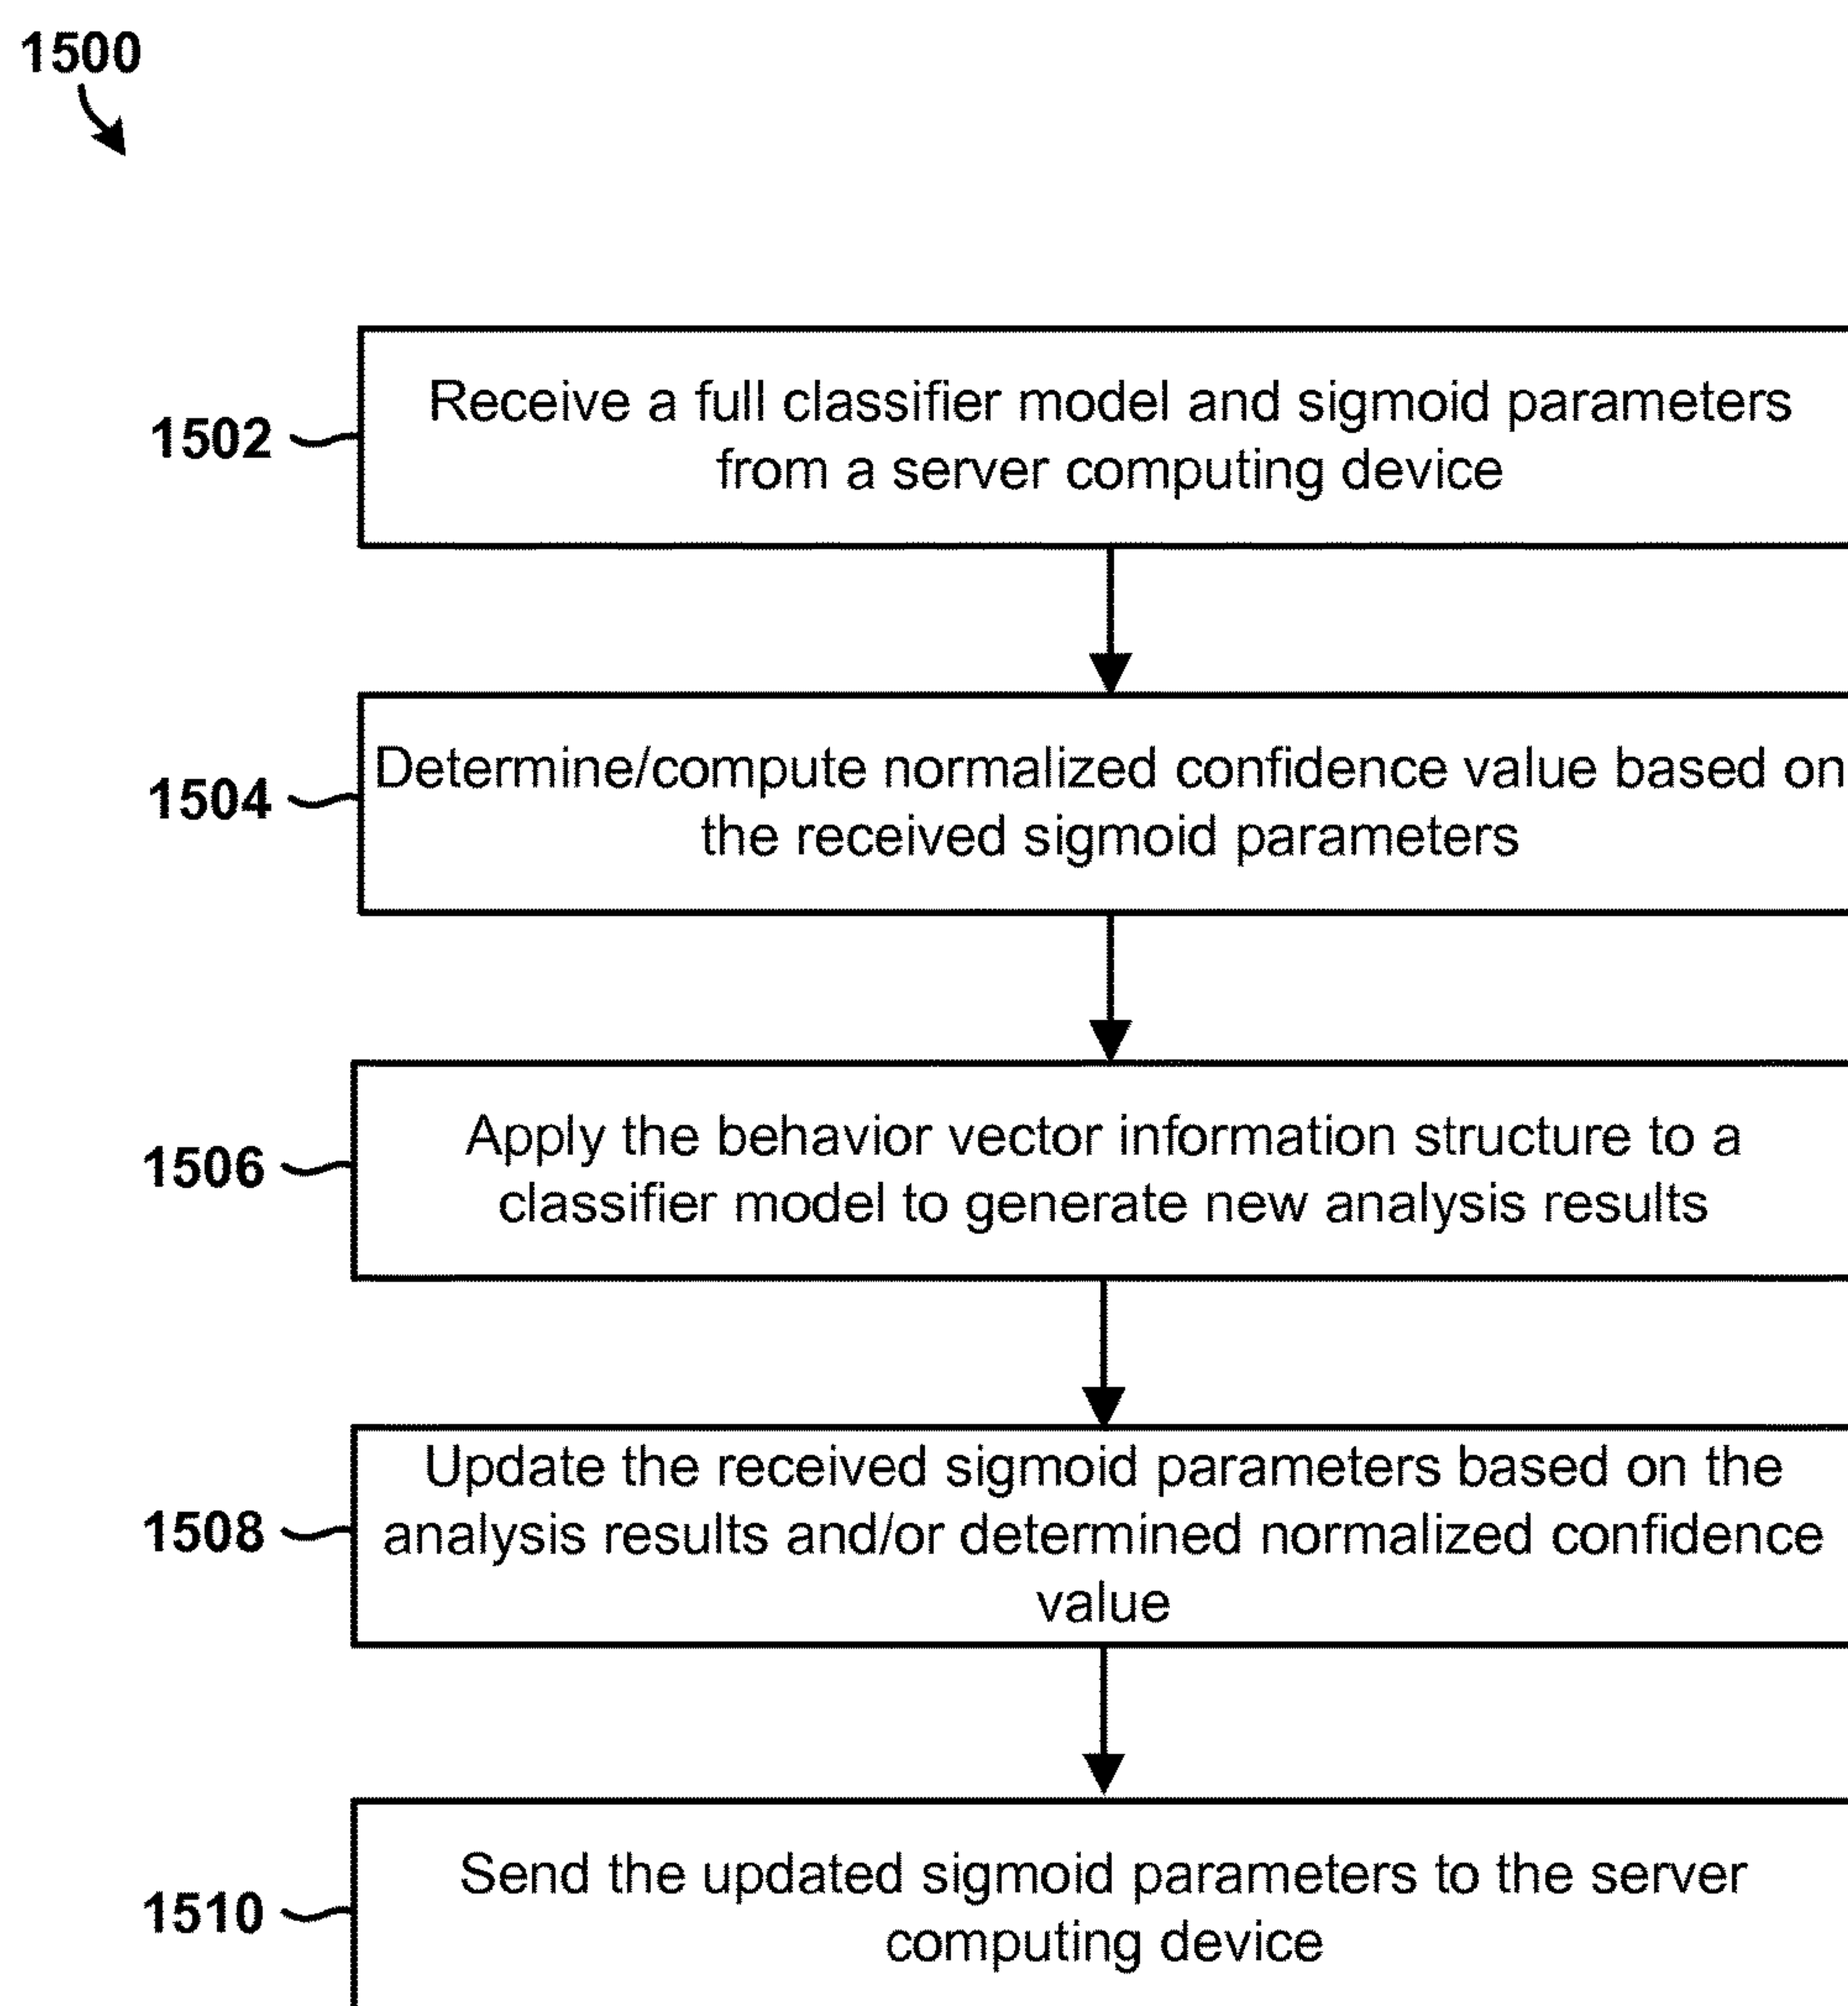 1500
1502
Receive a full classifier model and sigmoid parameters
from a server computing device
1504
Determine/compute normalized confidence value based on
the received sigmoid parameters
1506
Apply the behavior vector information structure to a
classifier model to generate new analysis results
1508
Update the received sigmoid parameters based on the
analysis results and/or determined normalized confidence
value
1510
Send the updated sigmoid parameters to the server
computing device